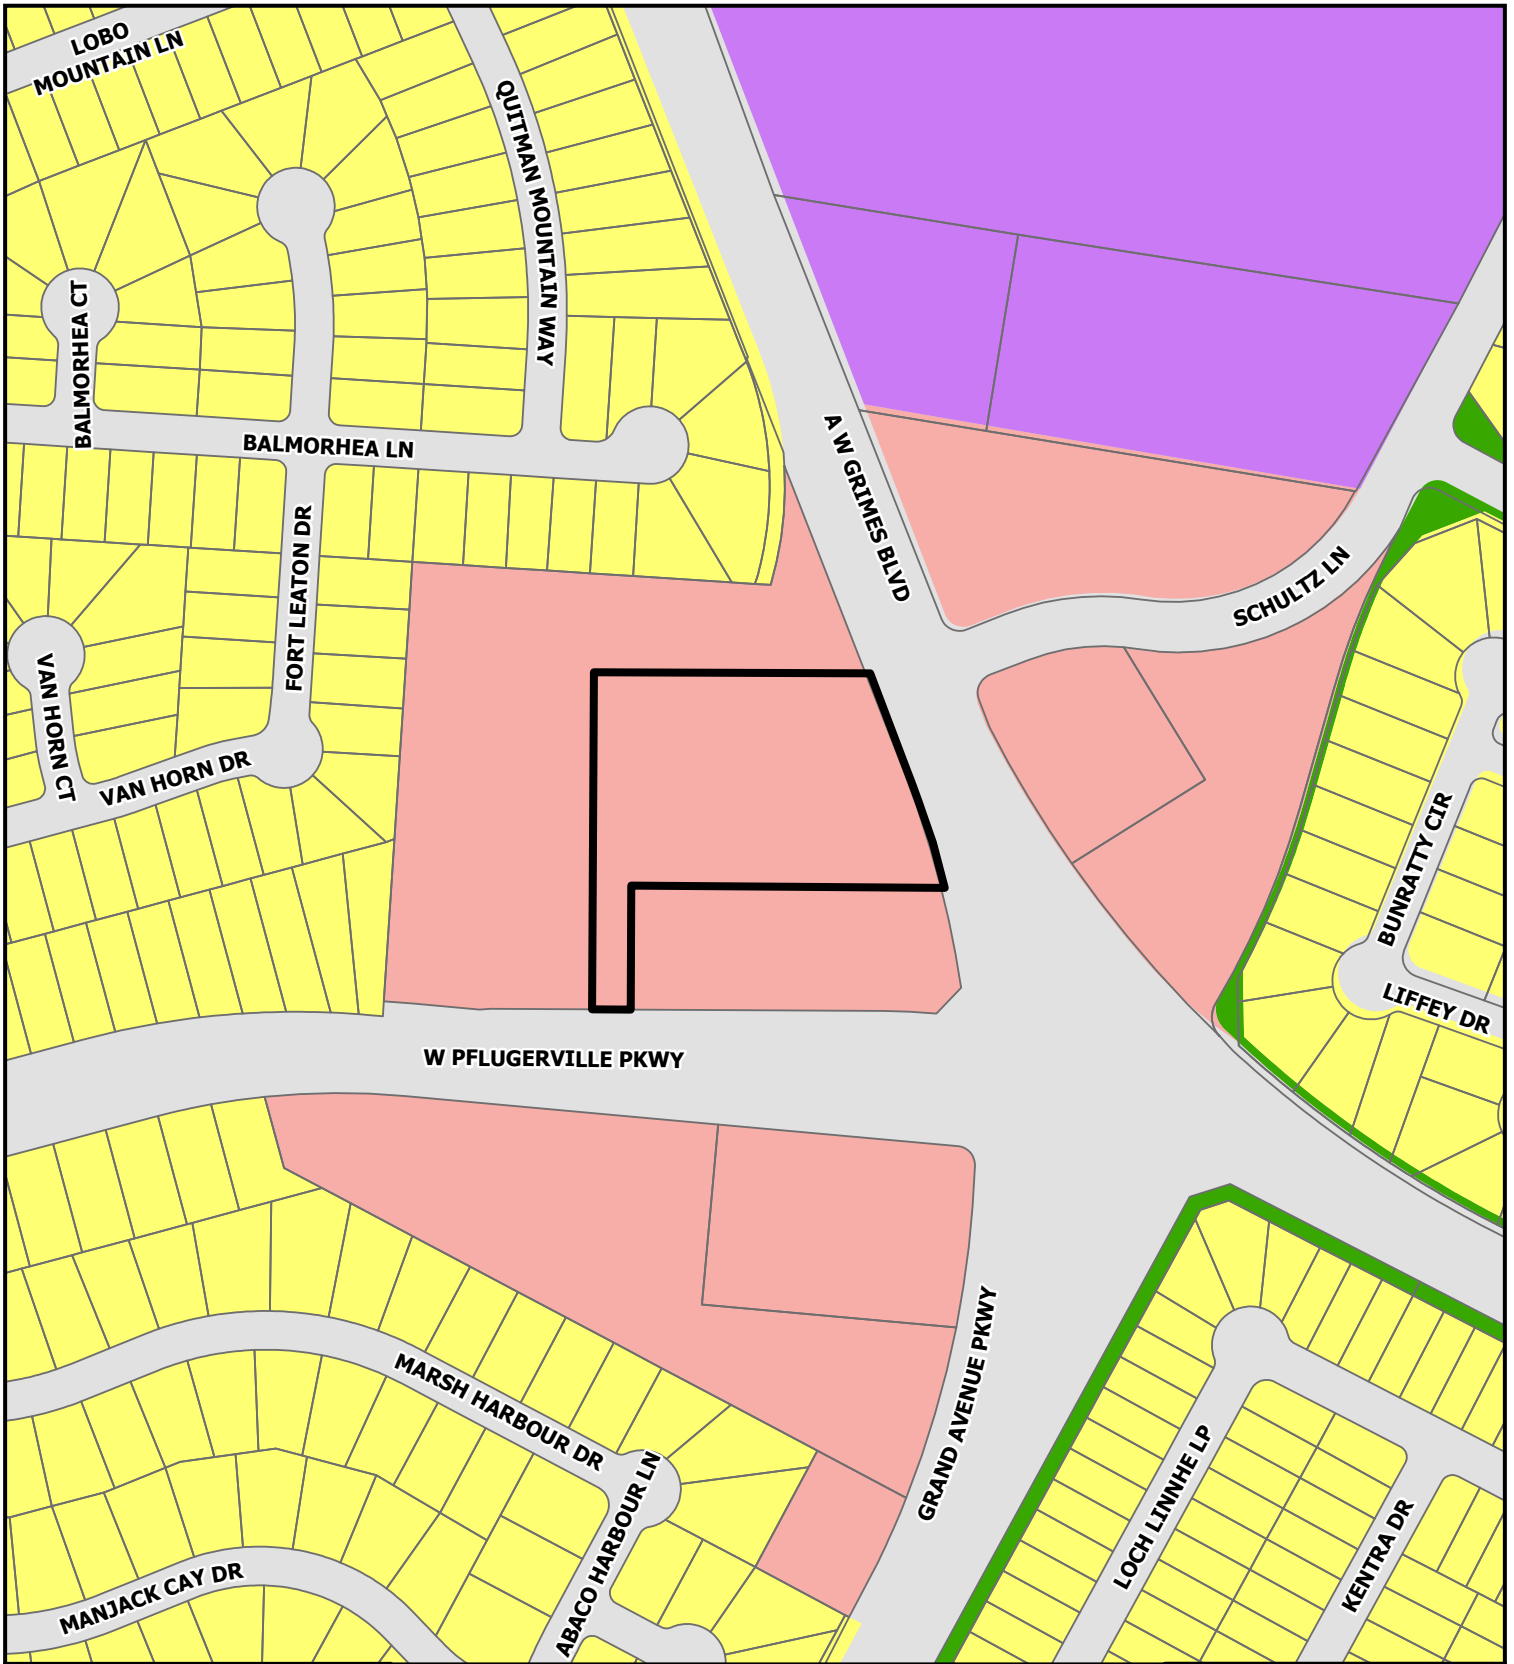 LOBO
MOUNTAIN LN
QUITMAN MOUNTAIN WAY
BALMORHEA CT
BALMORHEA LN
A W GRIMES BLVD
FORT LEATON DR
SCHULTZ LN
VAN HORN CT
VAN HORN DR
BUNRATTY CIR
LIFFEY DR
W PFLUGERVILLE PKWY
GRAND AVENUE PKWY
MARSH HARBOUR DR
ABACO HARBOUR LN
LOCH LINNHE LP
KENTRA DR
MANJACK CAY DR